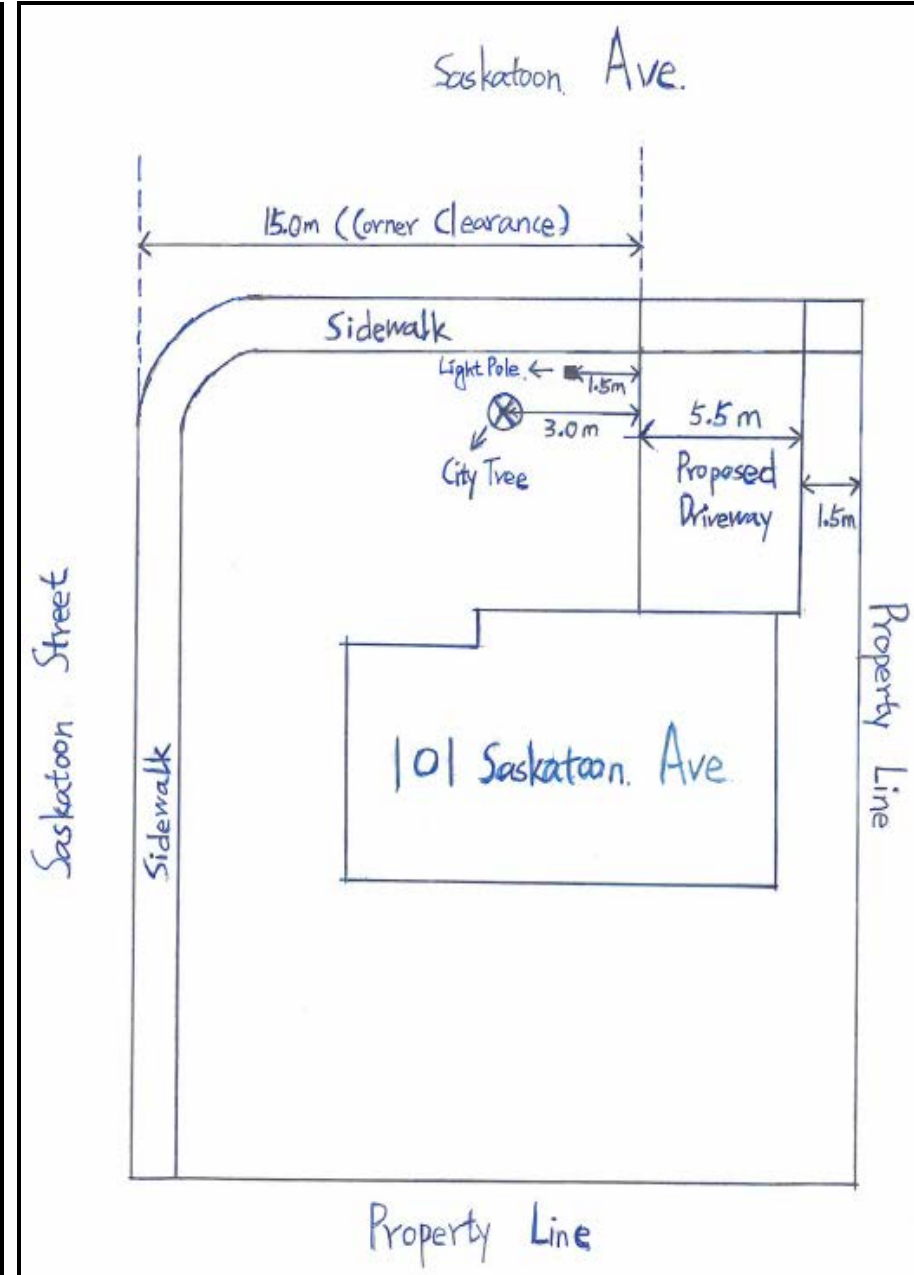 Saskatoon. Ave.
15.0m (Corner Clearance)
Sidewalk
Light Pole.
1.5m
3.0m
5.5m
City Tree
Proposed
Driveway
1.5m
Saskatoon Street
Sidewalk
Property Line
101 Saskatoon. Ave
Property Line